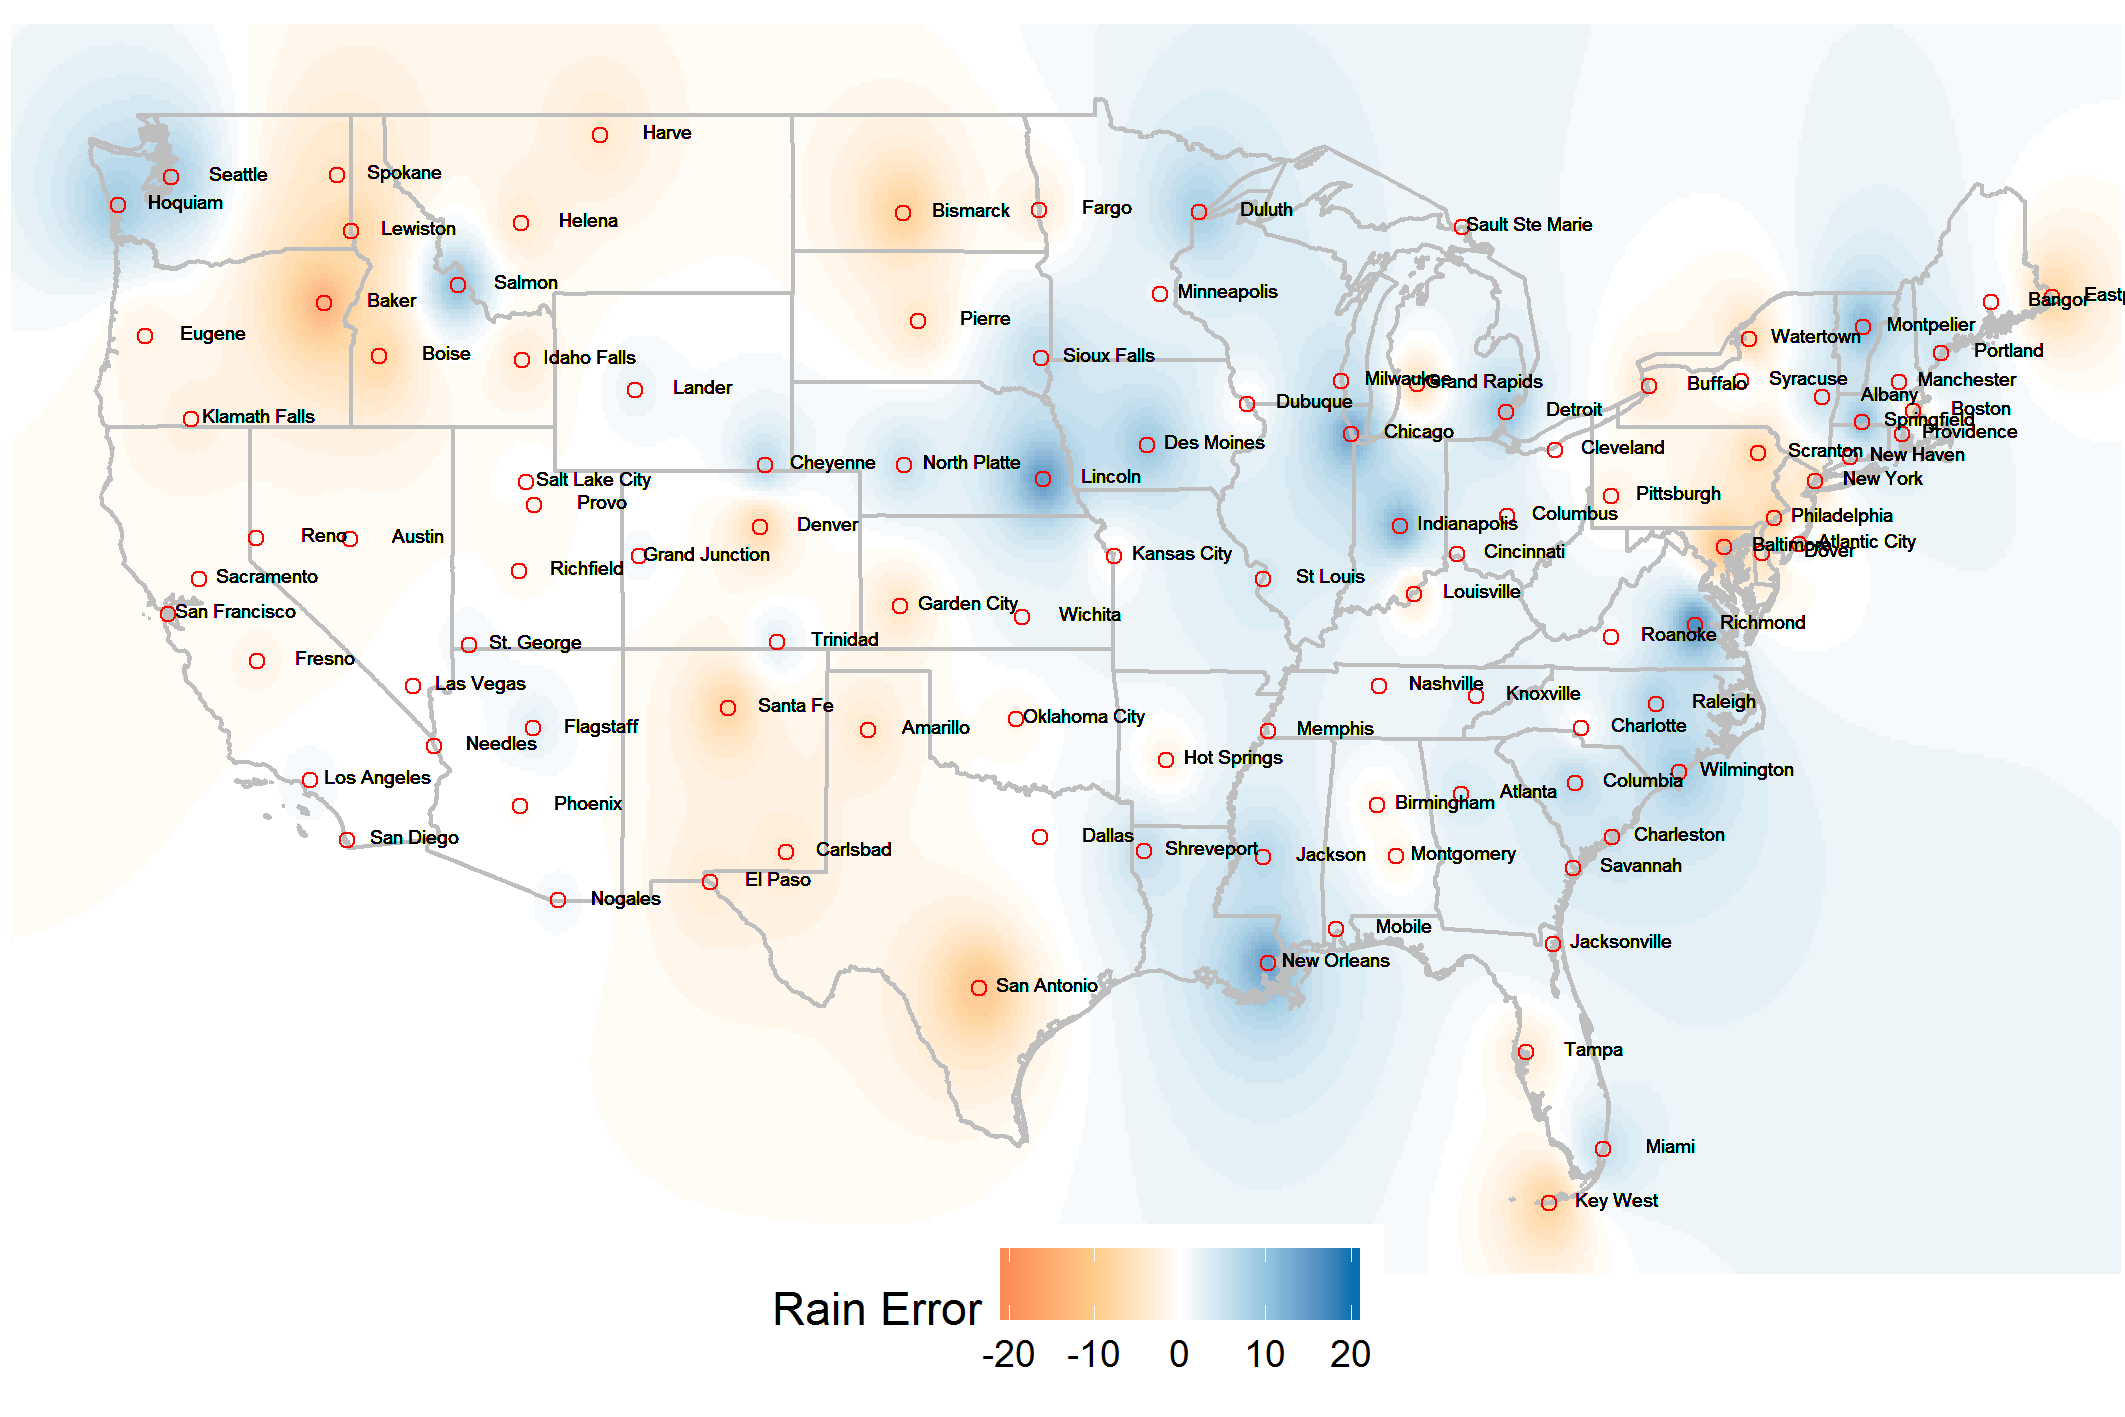 Harve
Seattle
Spokane
Hoquiam
Bismarck
Fargo
Duluth
Helena
Sault Ste Marie
Lewiston
Salmon
Minneapolis
Baker
Bangor
Eastp
Pierre
Montpelier
Eugene
Watertown
Boise
Idaho Falls
Sioux Falls
Portland
Lander
Milwaukee
Grand Rapids
Buffalo
Syracuse
Manchester
Albany
Dubuque
Detroit
Boston
Klamath Falls
Springfield
Chicago
Providence
Des Moines
Cleveland
Scranton
New Haven
Cheyenne
North Platte
Salt Lake City
Lincoln
New York
Provo
Pittsburgh
Columbus
Philadelphia
Denver
Indianapolis
Reno
Austin
Baltimore
Atlantic City
Dover
Grand Junction
Kansas City
Cincinnati
Richfield
Sacramento
St Louis
Louisville
San Francisco
Garden City
Wichita
Richmond
St. George
Trinidad
Roanoke
Fresno
Las Vegas
Nashville
Knoxville
Santa Fe
Raleigh
Flagstaff
Amarillo
Oklahoma City
Memphis
Charlotte
Needles
Hot Springs
Wilmington
Los Angeles
Columbia
Atlanta
Phoenix
Birmingham
San Diego
Dallas
Charleston
Carlsbad
Shreveport
Jackson
Montgomery
Savannah
El Paso
Nogales
Mobile
Jacksonville
New Orleans
San Antonio
Tampa
Miami
Key West
Rain Error
-20 -10 0 10 20